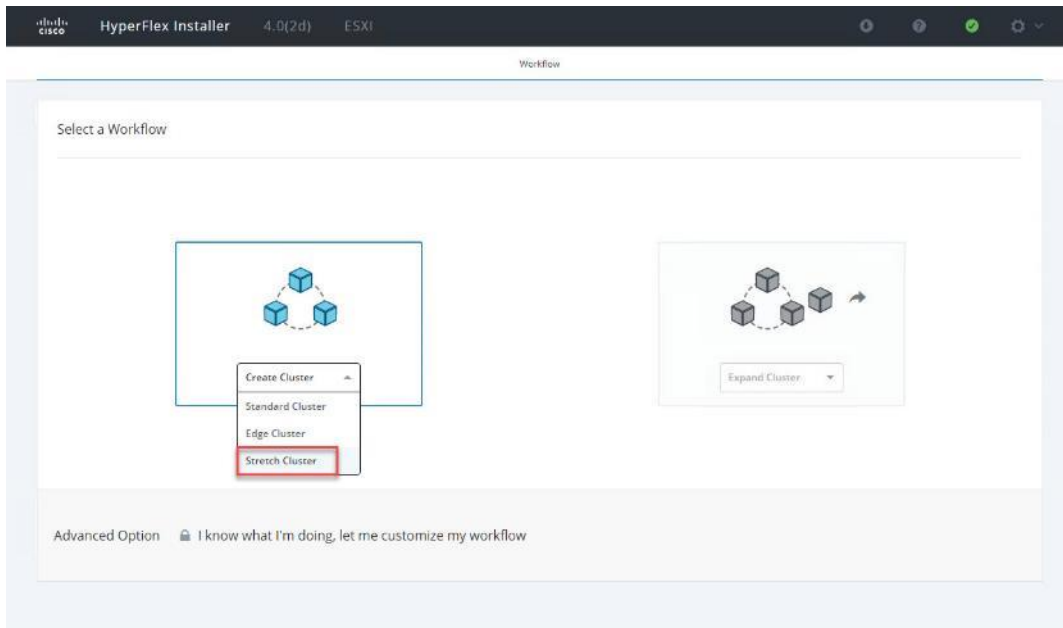 cisco HyperFlex Installer 4.0(2d) ESXI
Workflow
Select a Workflow
Create Cluster
Standard Cluster
Edge Cluster
Stretch Cluster
Expand Cluster
Advanced Option I know what I'm doing, let me customize my workflow